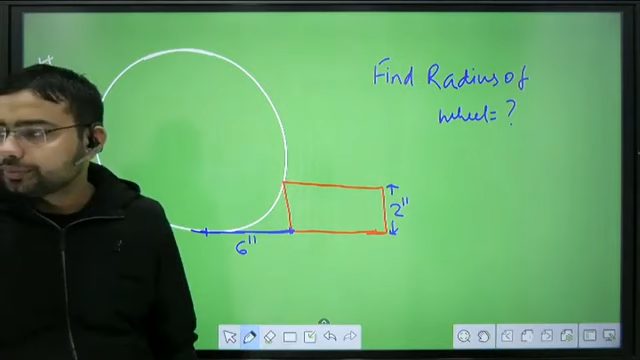 Find Radius of
wheel = ?
2"
6"